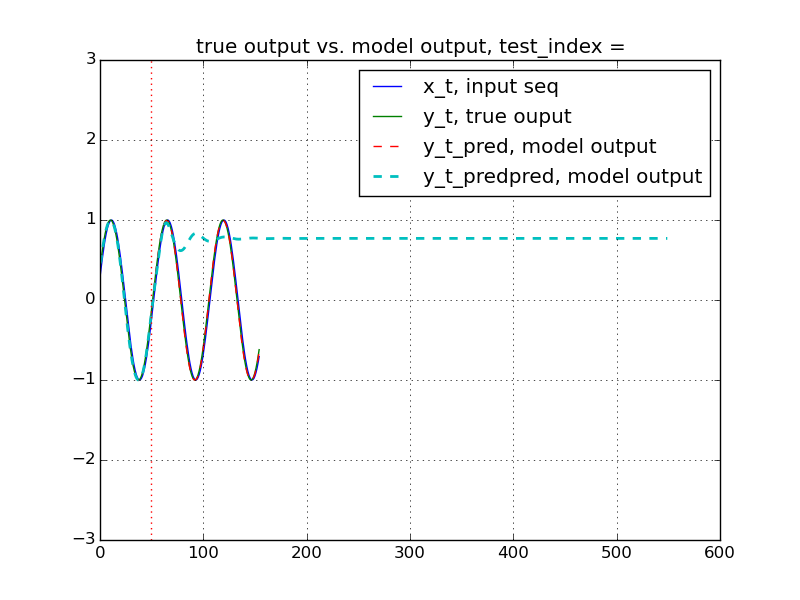 true output vs. model output, test_index =
3
2
1
0
−1
−2
−3
x_t, input seq
y_t, true ouput
y_t_pred, model output
y_t_predpred, model output
0 100 200 300 400 500 600